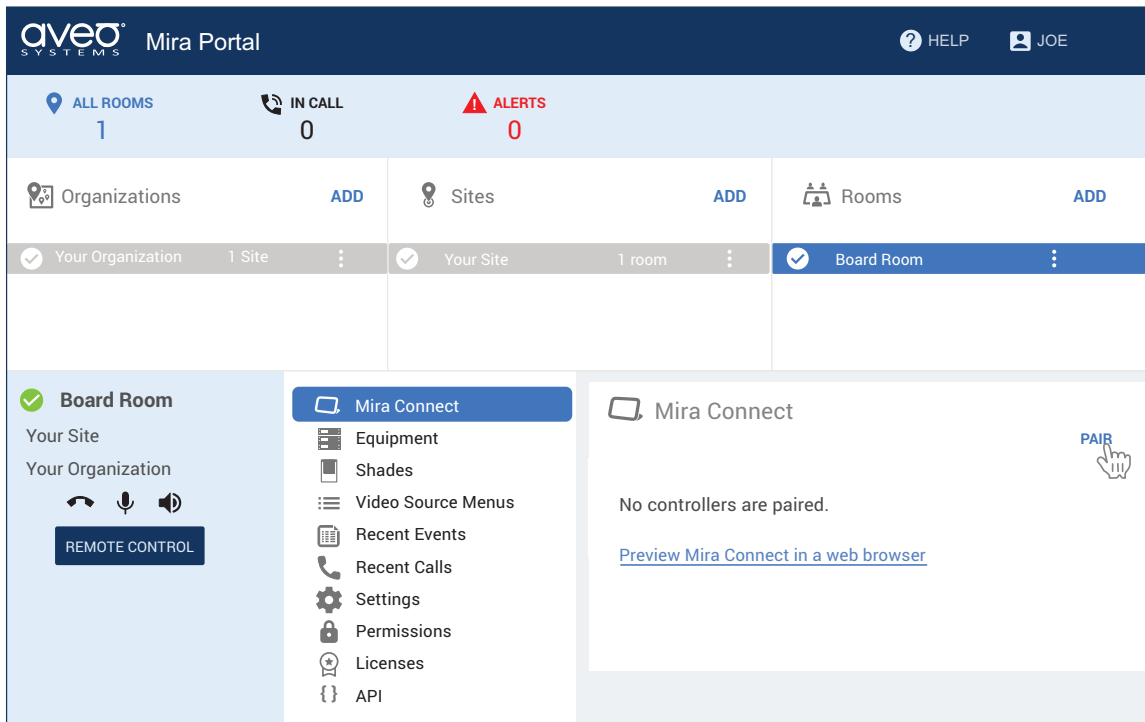 aveo
SYSTEMS
Mira Portal
? HELP
JOE
ALL ROOMS
1
IN CALL
0
ALERTS
0
Organizations
ADD
Sites
ADD
Rooms
ADD
Your Organization 1 Site
Your Site 1 room
Board Room
Board Room
Your Site
Your Organization
REMOTE CONTROL
Mira Connect
Equipment
Shades
Video Source Menus
Recent Events
Recent Calls
Settings
Permissions
Licenses
{ } API
Mira Connect
PAIR
No controllers are paired.
Preview Mira Connect in a web browser